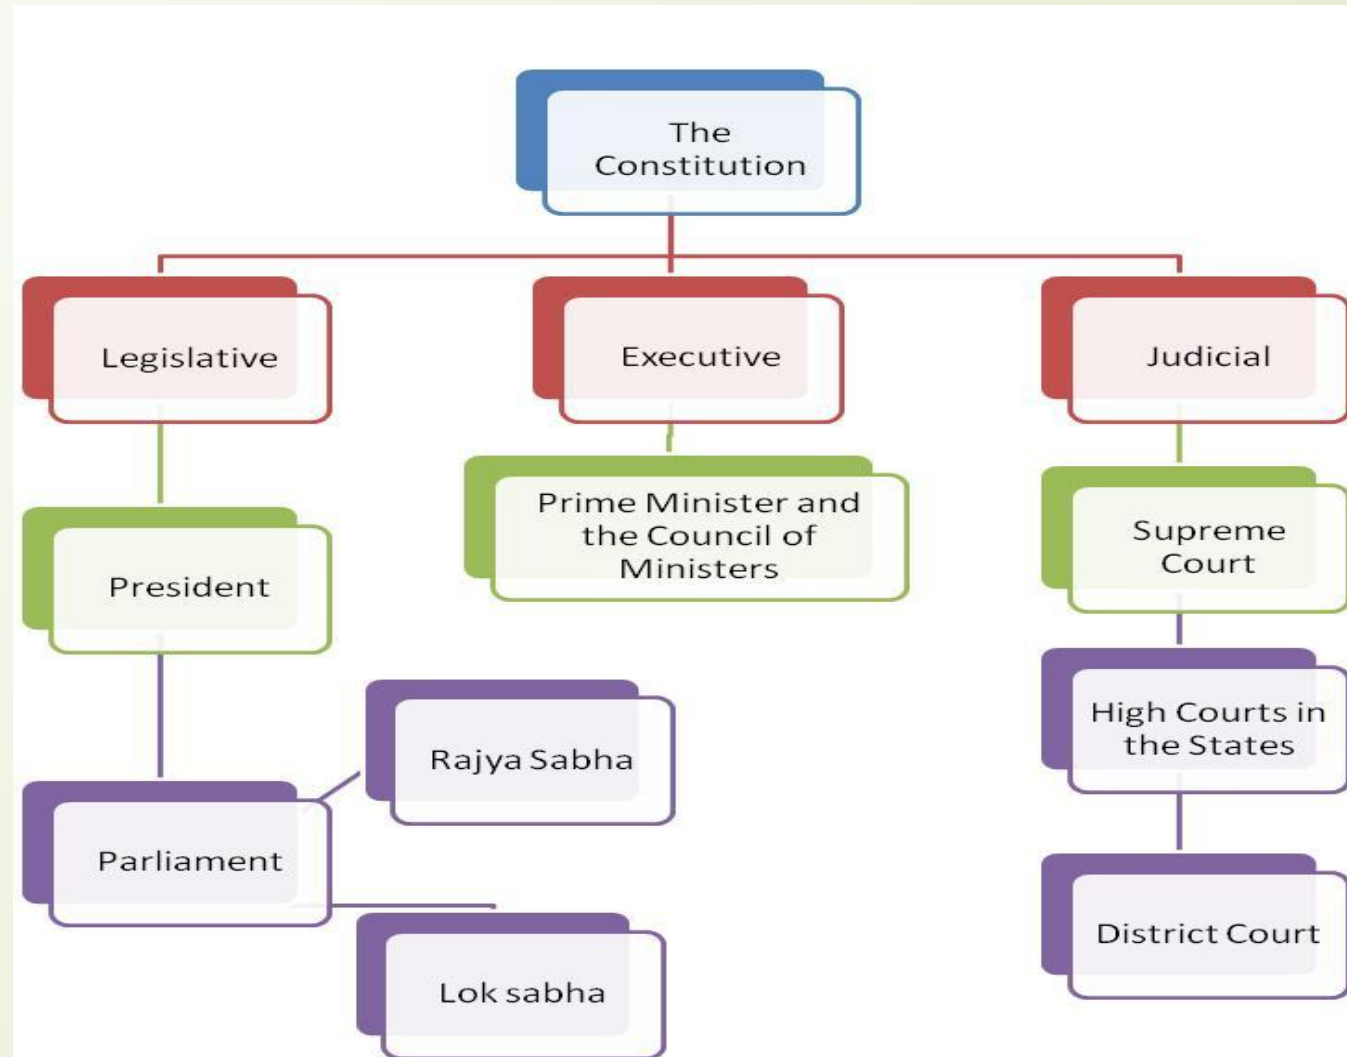 The
Constitution
Legislative
Executive
Judicial
Prime Minister and
the Council of
Ministers
Supreme
Court
President
High Courts in
the States
Rajya Sabha
Parliament
District Court
Lok sabha